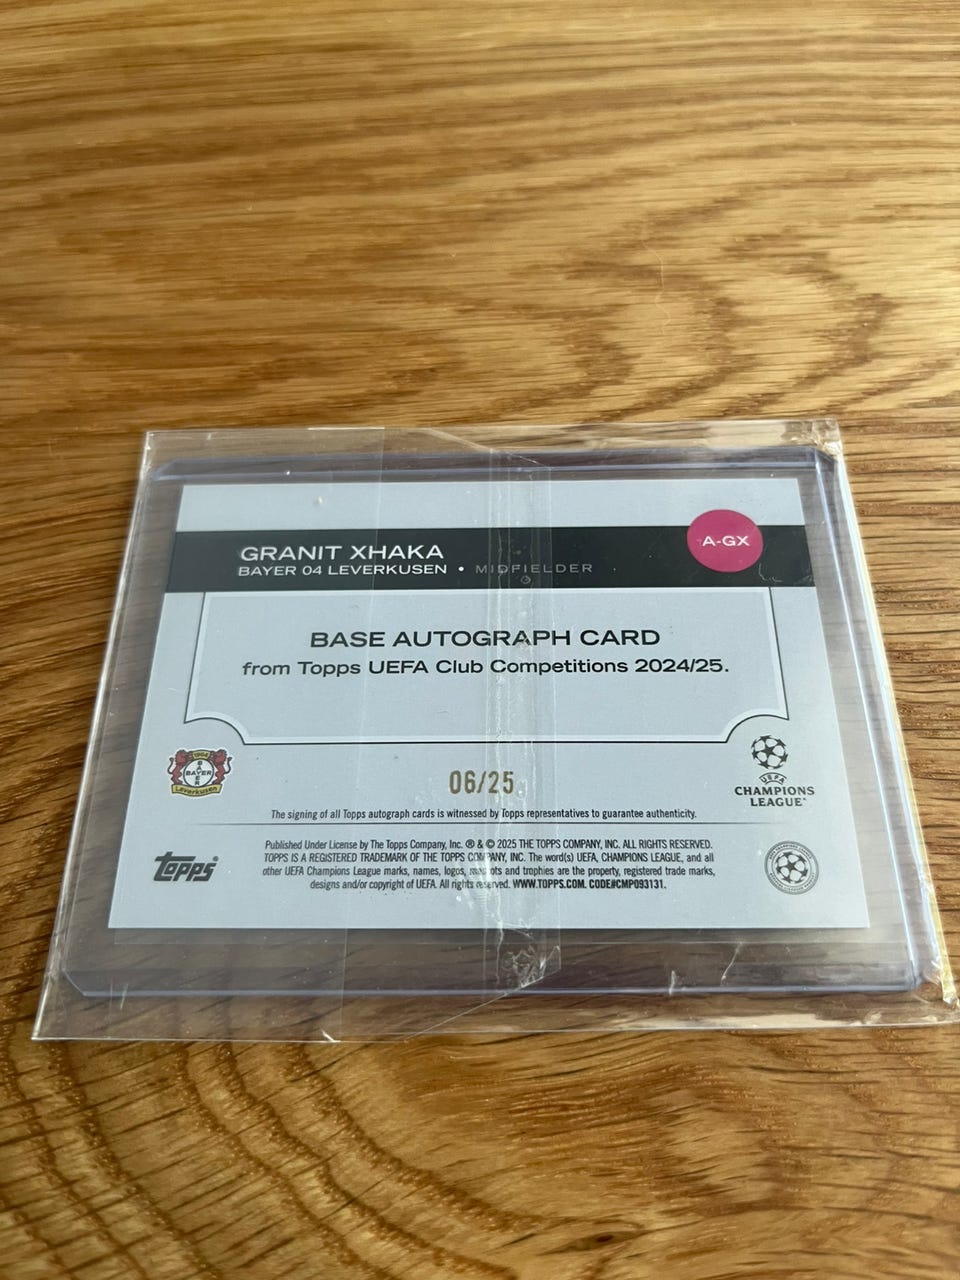 GRANIT XHAKA
BAYER 04 LEVERKUSEN • MIDFIELDER
A-GX
BASE AUTOGRAPH CARD
from Topps UEFA Club Competitions 2024/25.
1904
BAYER
BAYER
Leverkusen
06/25
UEFA
CHAMPIONS
LEAGUE
The signing of all Topps autograph cards is witnessed by Topps representatives to guarantee authenticity.
topps®
Published Under License by The Topps Company, Inc. ® & © 2025 THE TOPPS COMPANY, INC. ALL RIGHTS RESERVED.
TOPPS IS A REGISTERED TRADEMARK OF THE TOPPS COMPANY, INC. The word(s) UEFA, CHAMPIONS LEAGUE, and all
other UEFA Champions League marks, names, logos, mascots and trophies are the property, registered trade marks,
designs and/or copyright of UEFA. All rights reserved. WWW.TOPPS.COM. CODE#CMP093131.